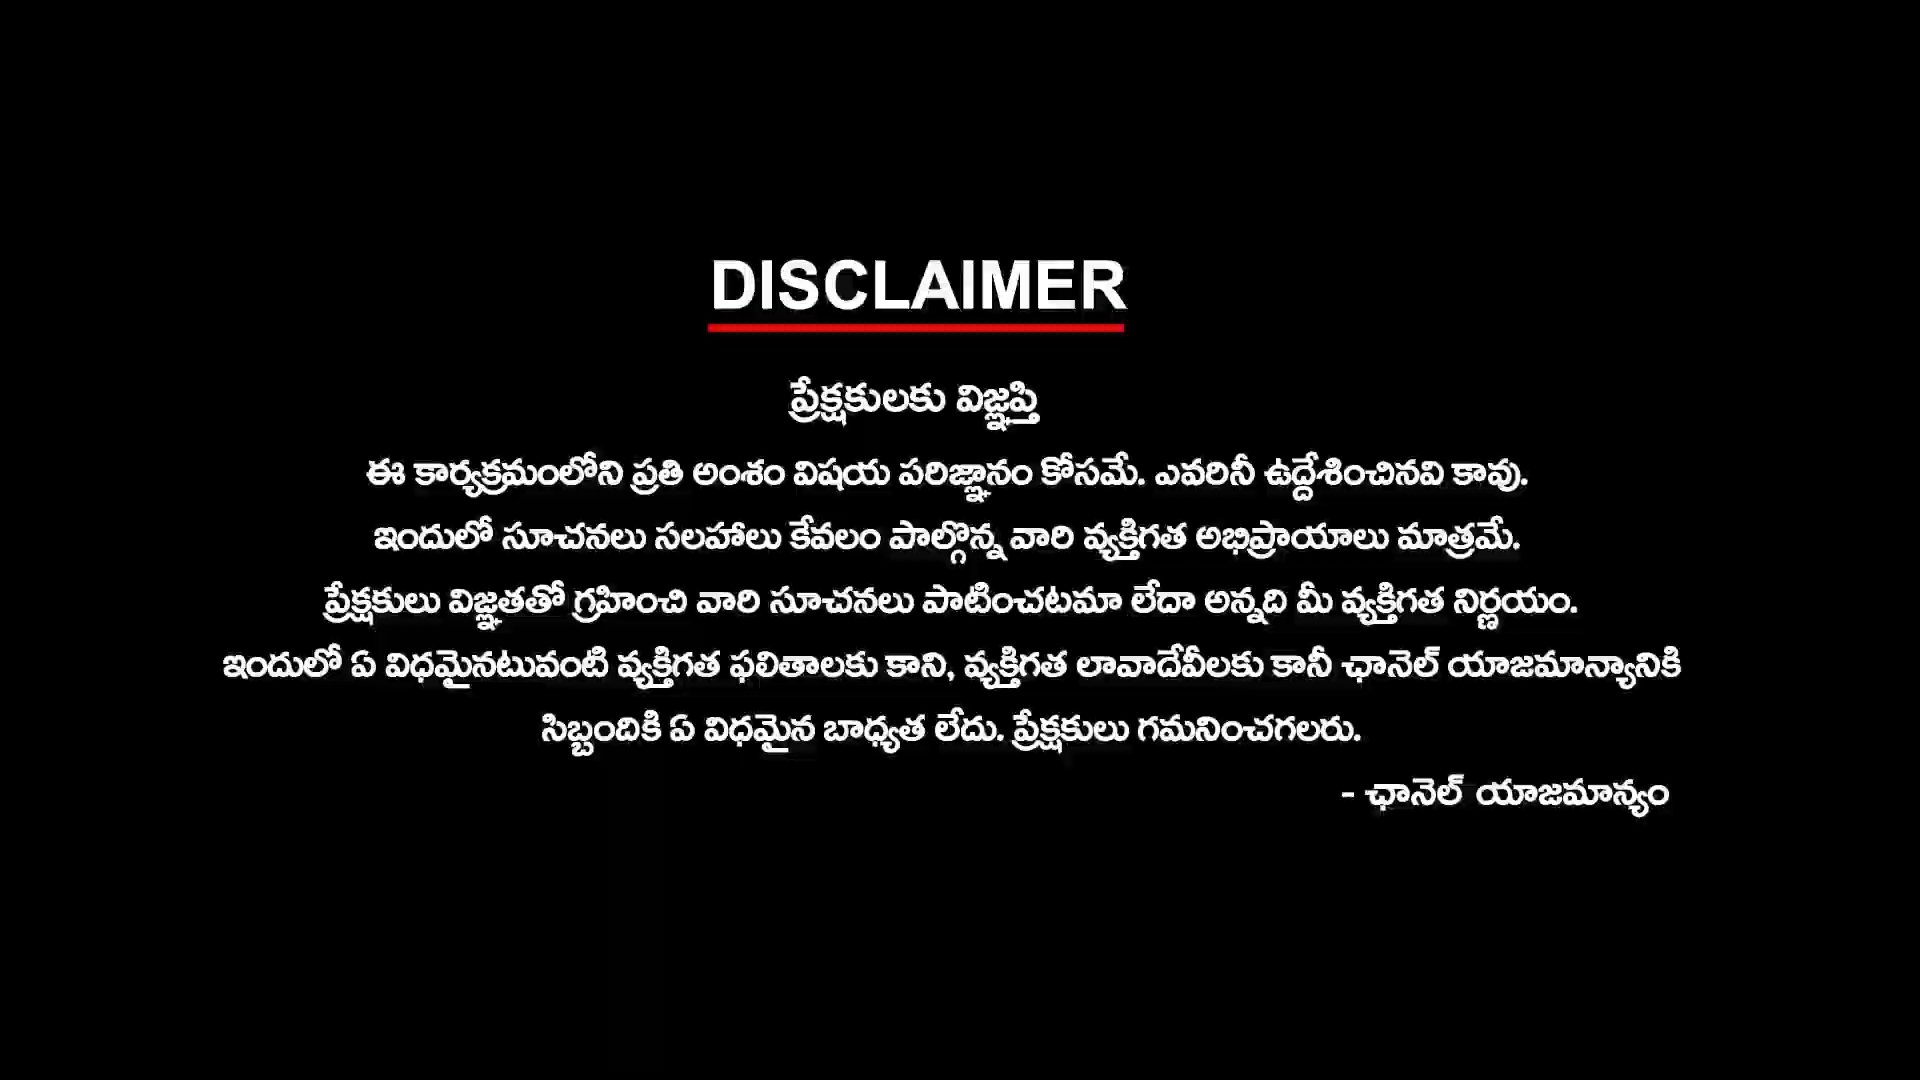 DISCLAIMER
ప్రేక్షకులకు విజ్ఞప్తి
ఈ కార్యక్రమంలోని ప్రతి అంశం విషయ పరిజ్ఞానం కోసమే. ఎవరినీ ఉద్దేశించినవి కావు.
ఇందులో సూచనలు సలహాలు కేవలం పాల్గొన్న వారి వ్యక్తిగత అభిప్రాయాలు మాత్రమే.
ప్రేక్షకులు విజ్ఞతతో గ్రహించి వారి సూచనలు పాటించటమా లేదా అన్నది మీ వ్యక్తిగత నిర్ణయం.
ఇందులో ఏ విధమైనటువంటి వ్యక్తిగత ఫలితాలకు కాని, వ్యక్తిగత లావాదేవీలకు కానీ ఛానెల్ యాజమాన్యానికి
సిబ్బందికి ఏ విధమైన బాధ్యత లేదు. ప్రేక్షకులు గమనించగలరు.
- ఛానెల్ యాజమాన్యం